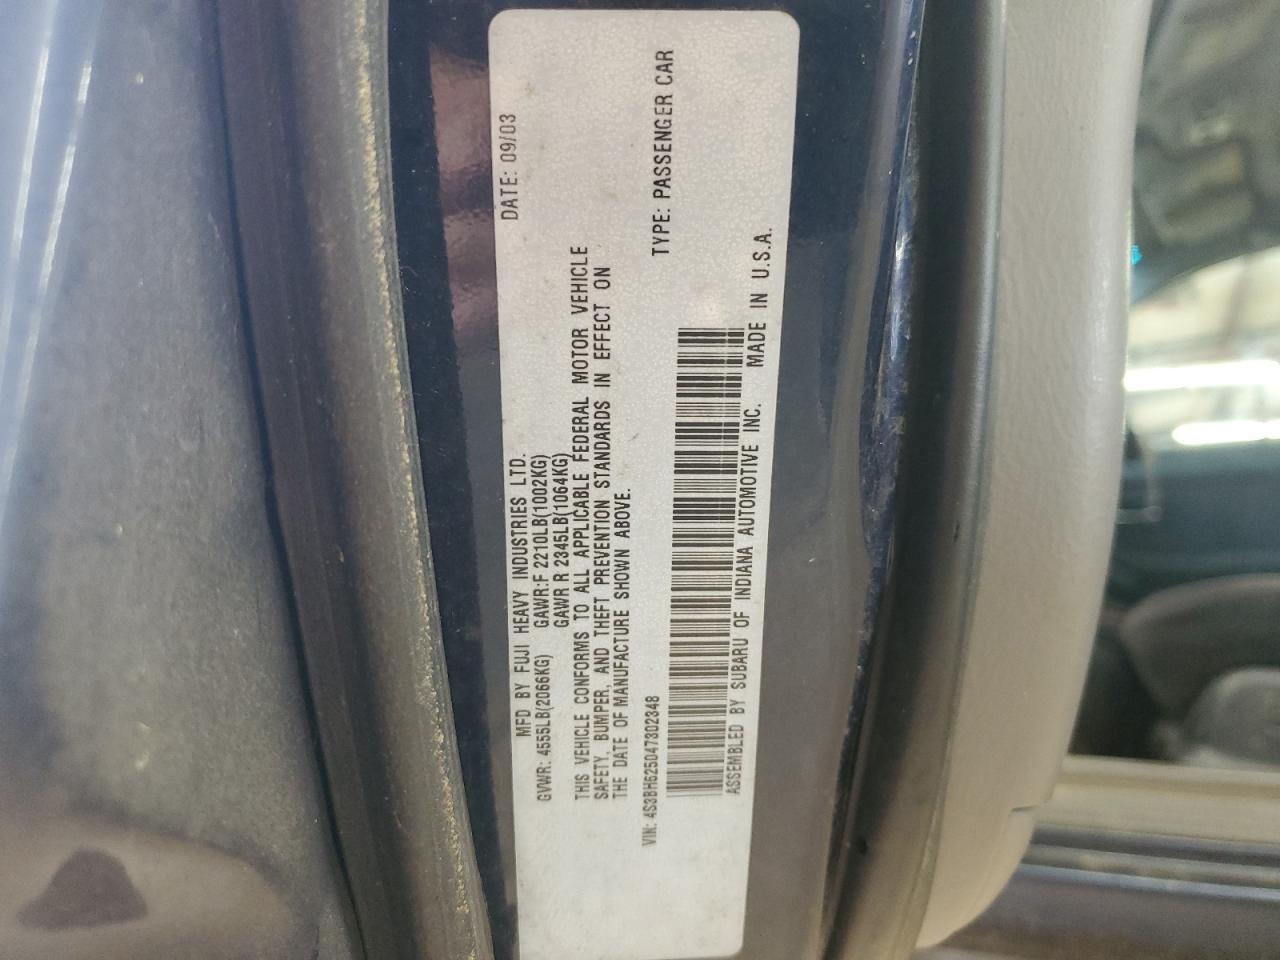 MFD BY FUJI HEAVY INDUSTRIES LTD. DATE: 09/03
GVWR: 4555LB(2066KG) GAWR:F 2210LB(1002KG)
GAWR R 2345LB(1064KG)
THIS VEHICLE CONFORMS TO ALL APPLICABLE FEDERAL MOTOR VEHICLE
SAFETY, BUMPER, AND THEFT PREVENTION STANDARDS IN EFFECT ON
THE DATE OF MANUFACTURE SHOWN ABOVE.
VIN: 4S3BH625047302348 TYPE: PASSENGER CAR
ASSEMBLED BY SUBARU OF INDIANA AUTOMOTIVE INC. MADE IN U.S.A.